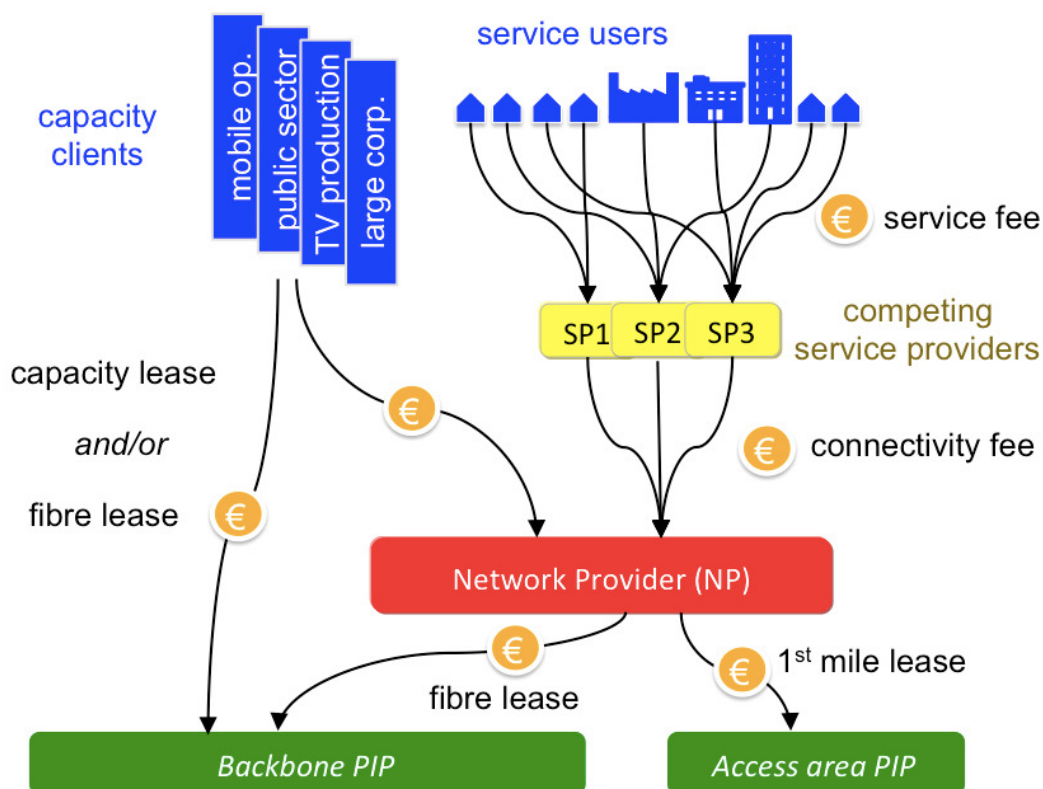 service users
capacity
clients
mobile op.
public sector
TV production
large corp.
€ service fee
SP1 SP2 SP3
competing
service providers
capacity lease
and/or
fibre lease
€
€
€ connectivity fee
Network Provider (NP)
€
fibre lease
€
1st mile lease
Backbone PIP
Access area PIP